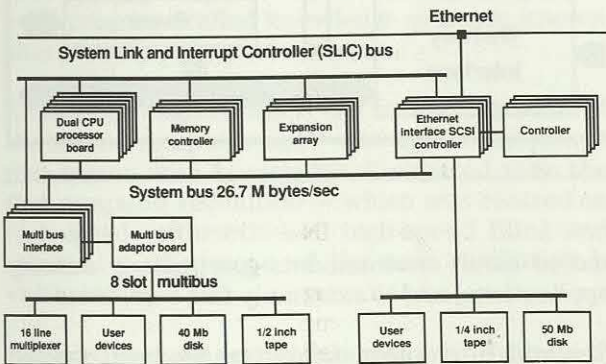 Ethernet
System Link and Interrupt Controller (SLIC) bus
Dual CPU
processor
board
Memory
controller
Expansion
array
Ethernet
interface SCSI
controller
Controller
System bus 26.7 M bytes/sec
Multi bus
interface
Multi bus
adaptor board
8 slot multibus
16 line
multiplexer
User
devices
40 Mb
disk
1/2 inch
tape
User
devices
1/4 inch
tape
50 Mb
disk